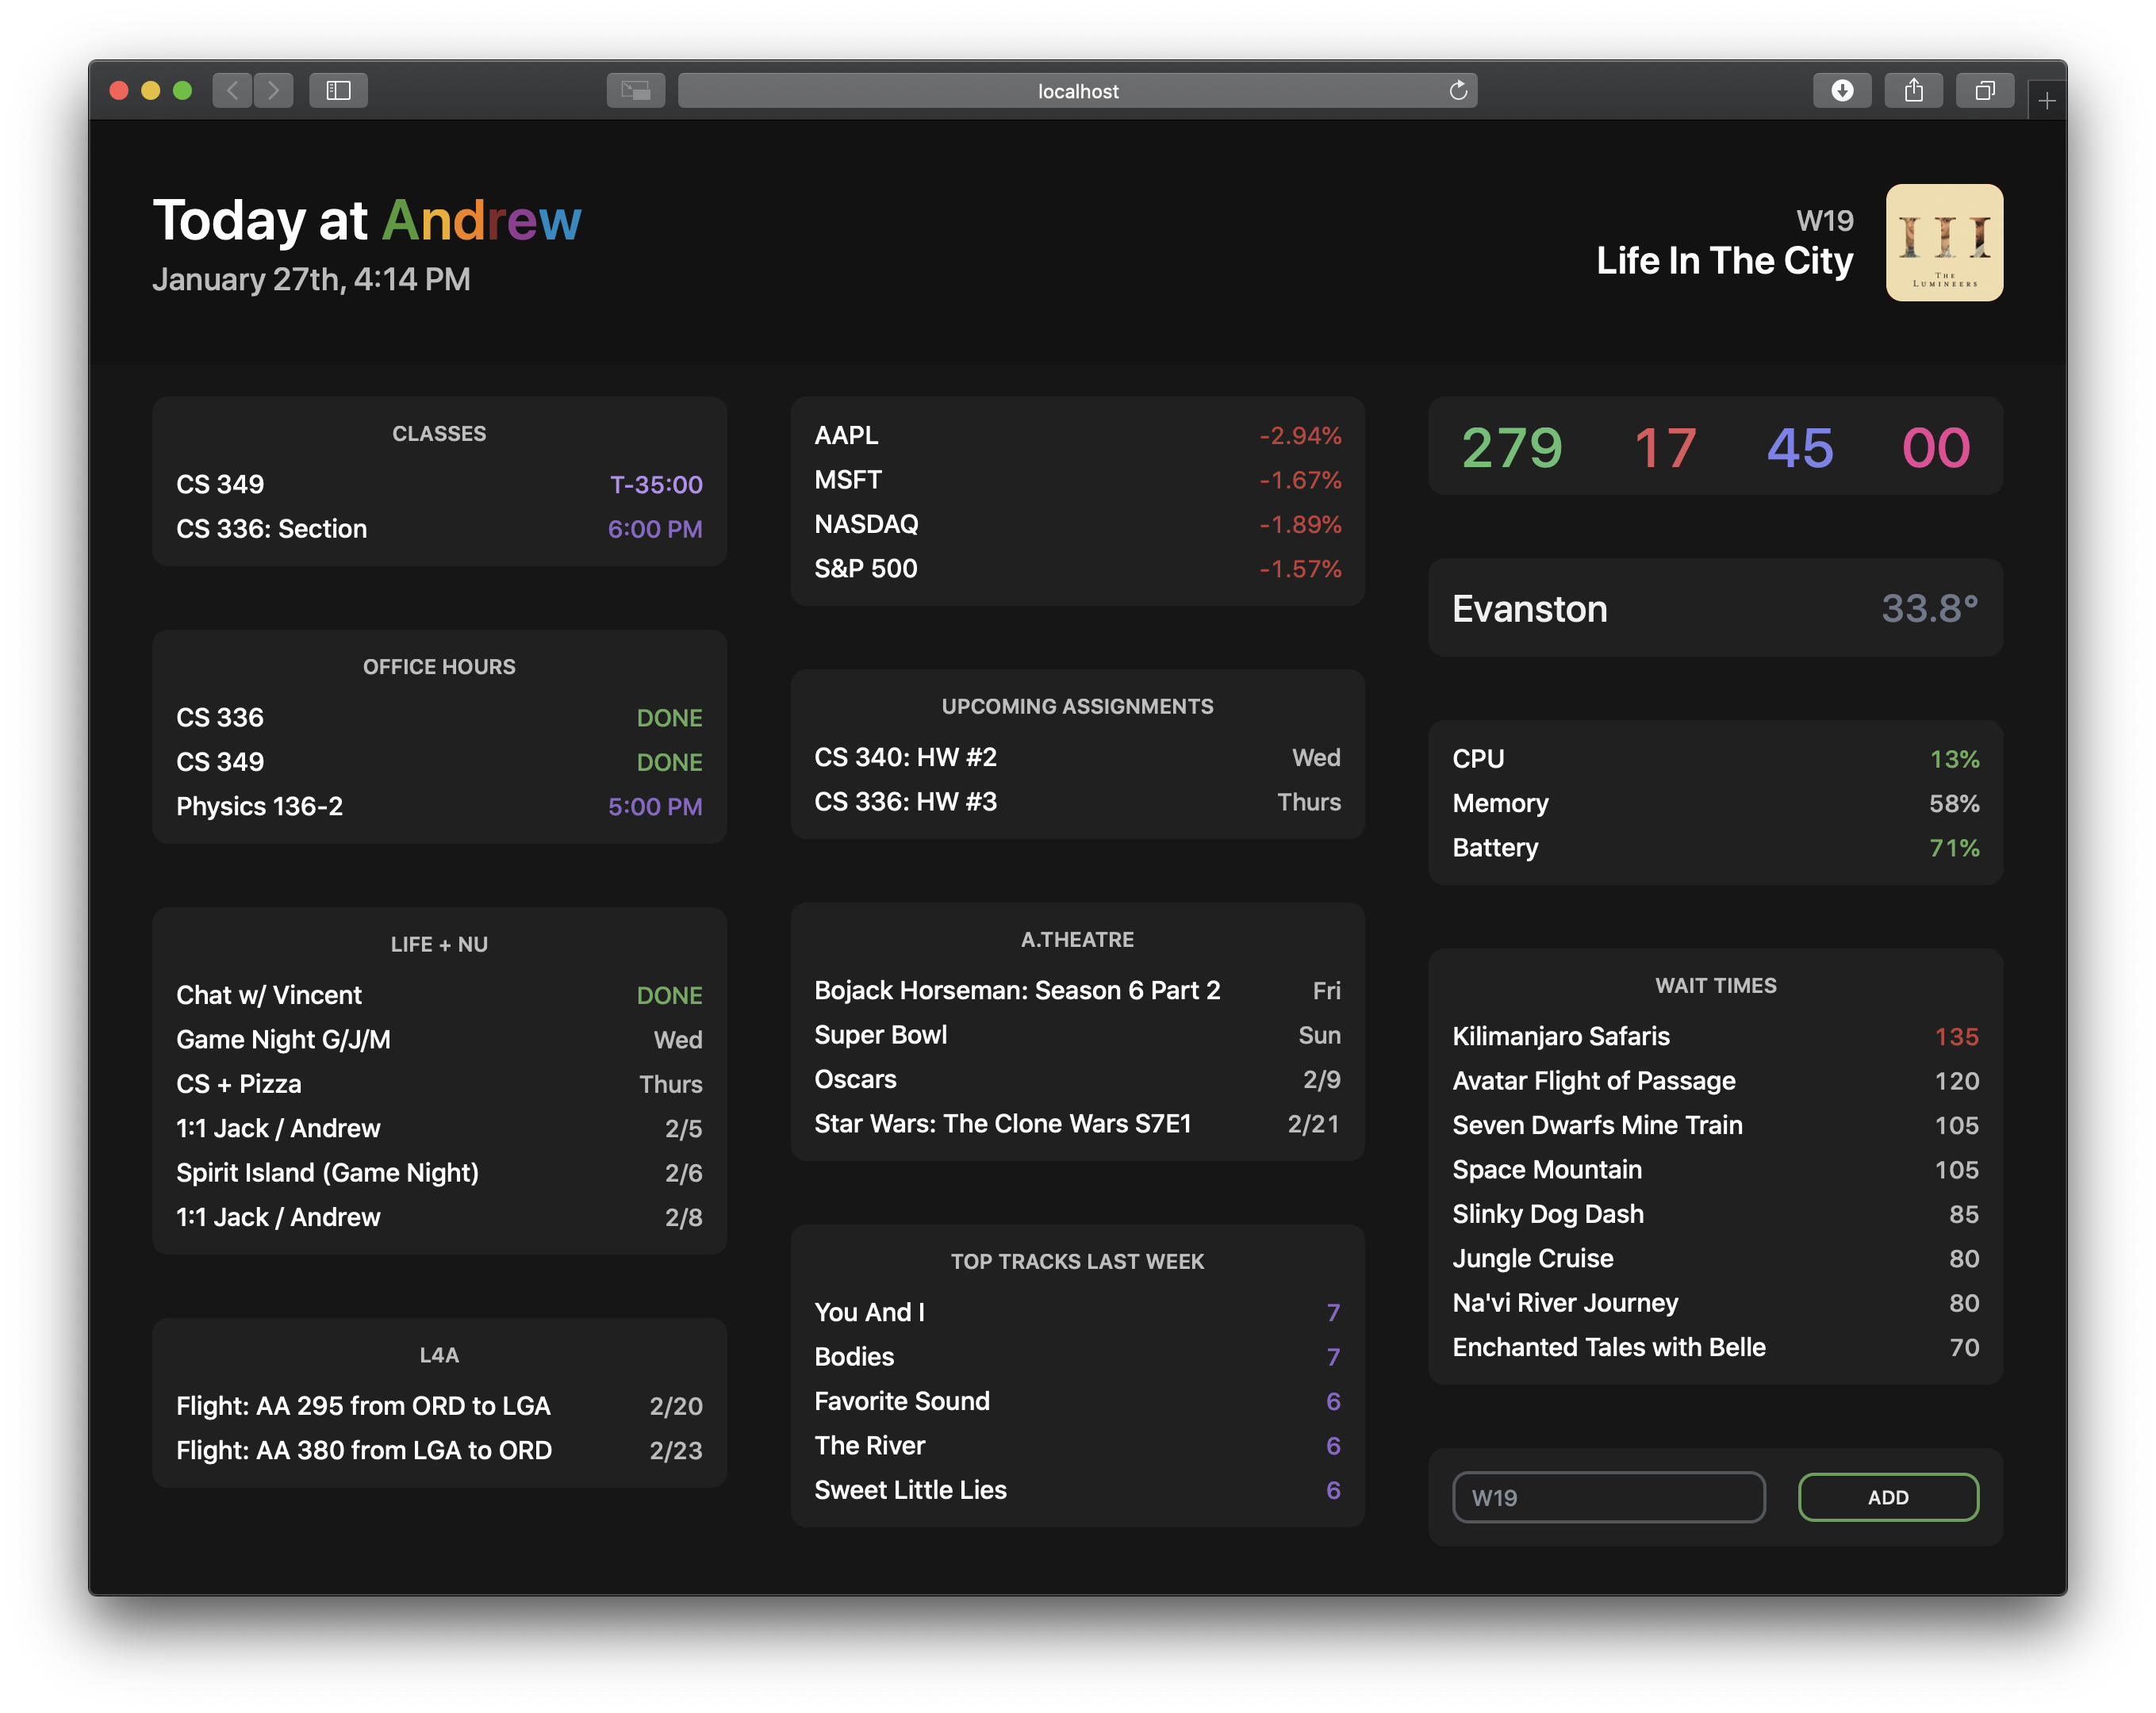 localhost
Today at Andrew
January 27th, 4:14 PM
W19
Life In The City
III
THE
LUMINEERS
CLASSES
CS 349 T-35:00
CS 336: Section 6:00 PM
OFFICE HOURS
CS 336 DONE
CS 349 DONE
Physics 136-2 5:00 PM
LIFE + NU
Chat w/ Vincent DONE
Game Night G/J/M Wed
CS + Pizza Thurs
1:1 Jack / Andrew 2/5
Spirit Island (Game Night) 2/6
1:1 Jack / Andrew 2/8
L4A
Flight: AA 295 from ORD to LGA 2/20
Flight: AA 380 from LGA to ORD 2/23
AAPL -2.94%
MSFT -1.67%
NASDAQ -1.89%
S&P 500 -1.57%
UPCOMING ASSIGNMENTS
CS 340: HW #2 Wed
CS 336: HW #3 Thurs
A.THEATRE
Bojack Horseman: Season 6 Part 2 Fri
Super Bowl Sun
Oscars 2/9
Star Wars: The Clone Wars S7E1 2/21
TOP TRACKS LAST WEEK
You And I 7
Bodies 7
Favorite Sound 6
The River 6
Sweet Little Lies 6
279 17 45 00
Evanston 33.8°
CPU 13%
Memory 58%
Battery 71%
WAIT TIMES
Kilimanjaro Safaris 135
Avatar Flight of Passage 120
Seven Dwarfs Mine Train 105
Space Mountain 105
Slinky Dog Dash 85
Jungle Cruise 80
Na'vi River Journey 80
Enchanted Tales with Belle 70
W19 ADD